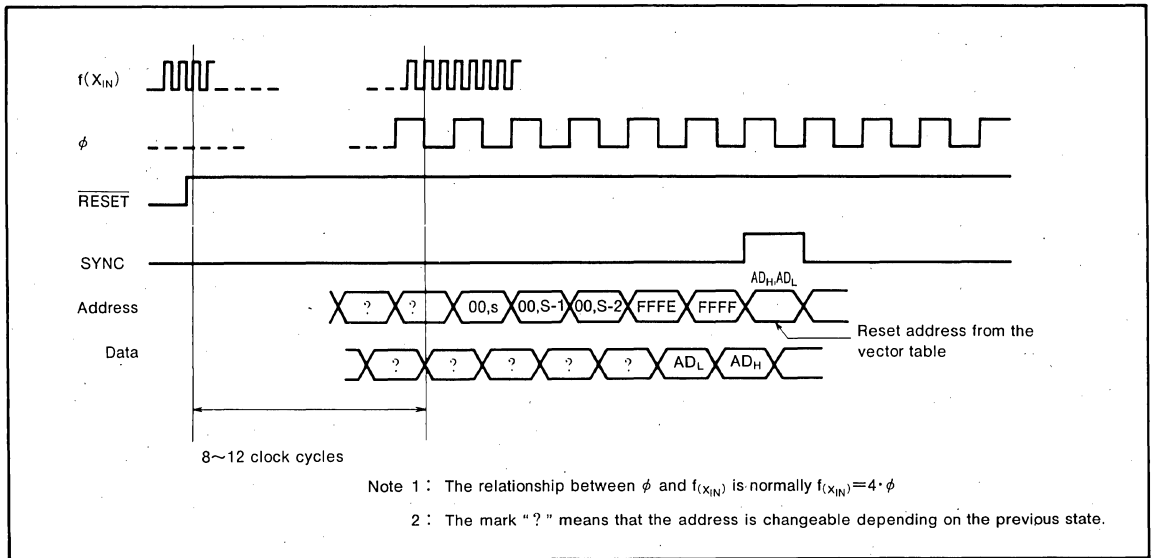 f(XIN)
φ
RESET
SYNC
ADH,ADL
Address ? ? 00,s 00,S-1 00,S-2 FFFE FFFF
Reset address from the
vector table
Data ? ? ? ? ? ADL ADH
8~12 clock cycles
Note 1 : The relationship between φ and f(XIN) is normally f(XIN)=4·φ
2 : The mark "?" means that the address is changeable depending on the previous state.